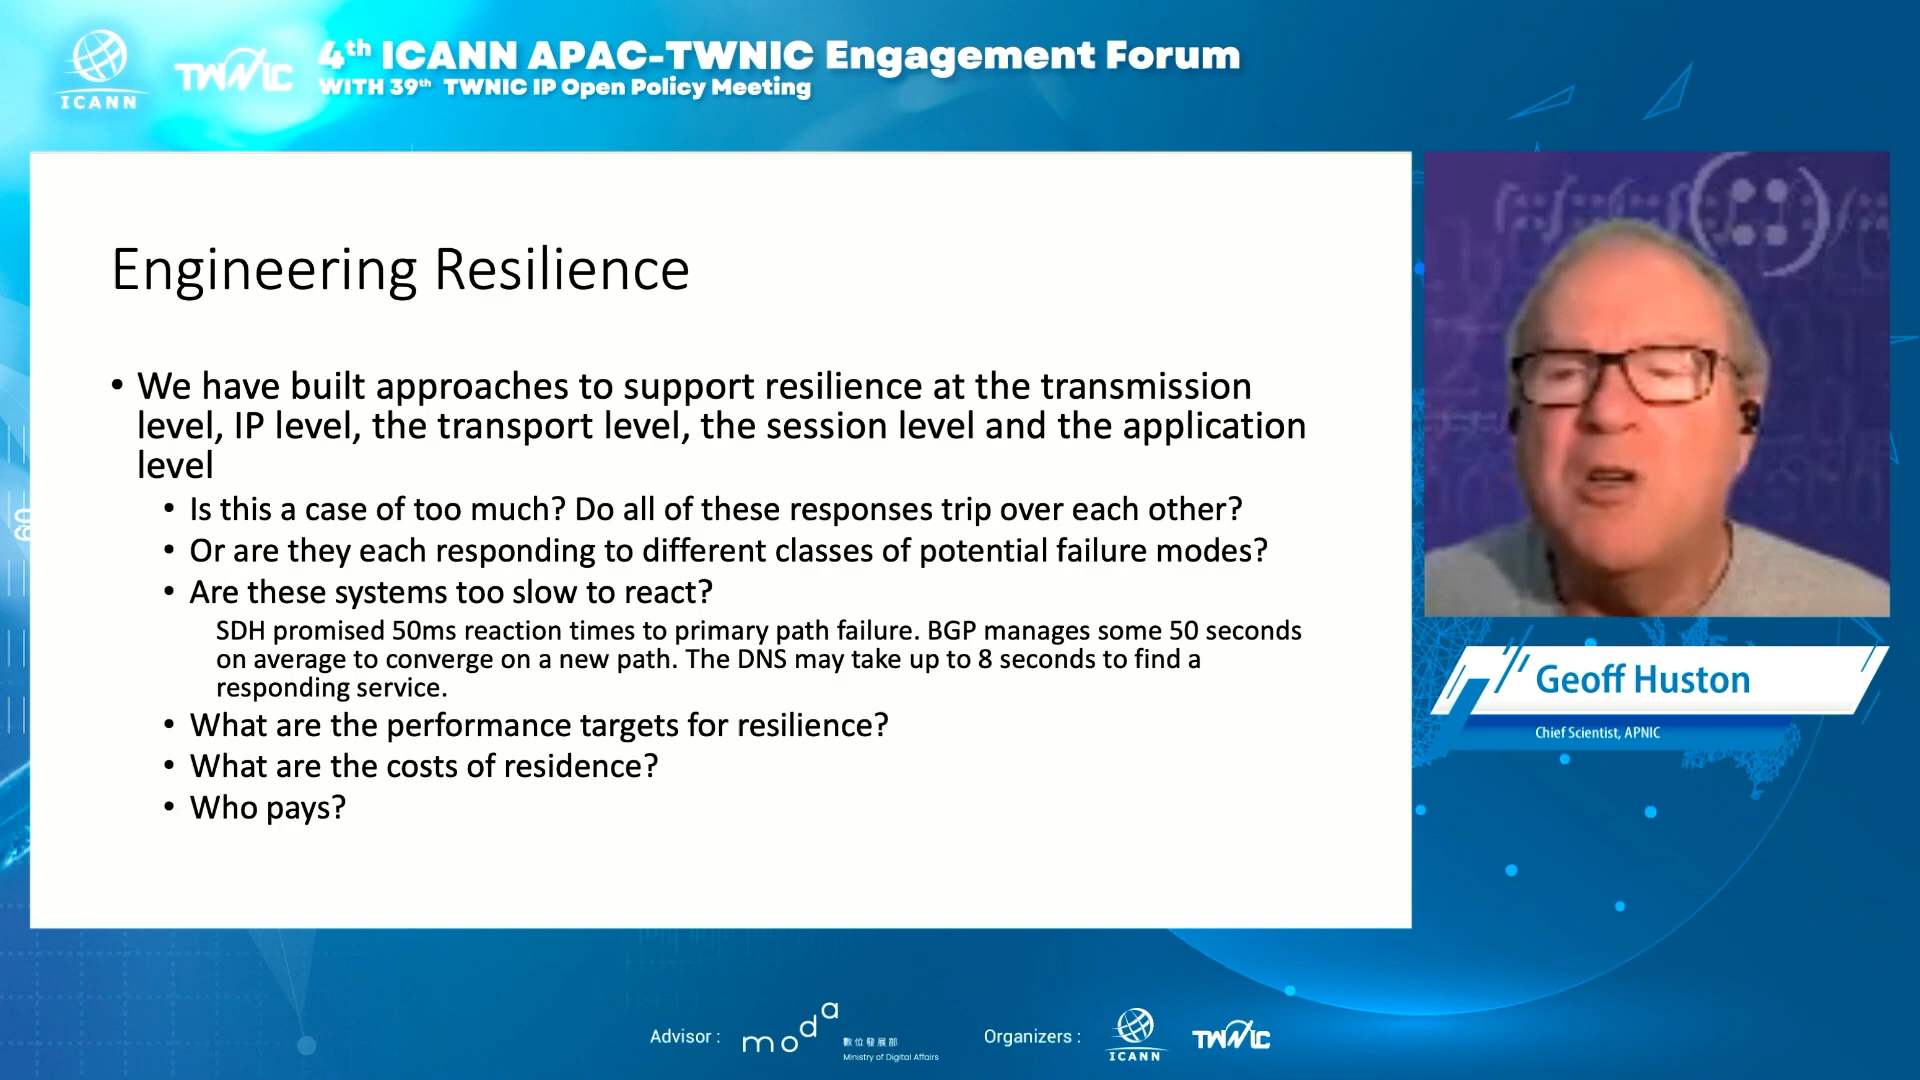 4th ICANN APAC-TWNIC Engagement Forum
WITH 39th TWNIC IP Open Policy Meeting
ICANN
TWNIC
Engineering Resilience
• We have built approaches to support resilience at the transmission
level, IP level, the transport level, the session level and the application
level
• Is this a case of too much? Do all of these responses trip over each other?
• Or are they each responding to different classes of potential failure modes?
• Are these systems too slow to react?
SDH promised 50ms reaction times to primary path failure. BGP manages some 50 seconds
on average to converge on a new path. The DNS may take up to 8 seconds to find a
responding service.
• What are the performance targets for resilience?
• What are the costs of residence?
• Who pays?
Geoff Huston
Chief Scientist, APNIC
Advisor :
moda
數位發展部
Ministry of Digital Affairs
Organizers :
ICANN
TWNIC